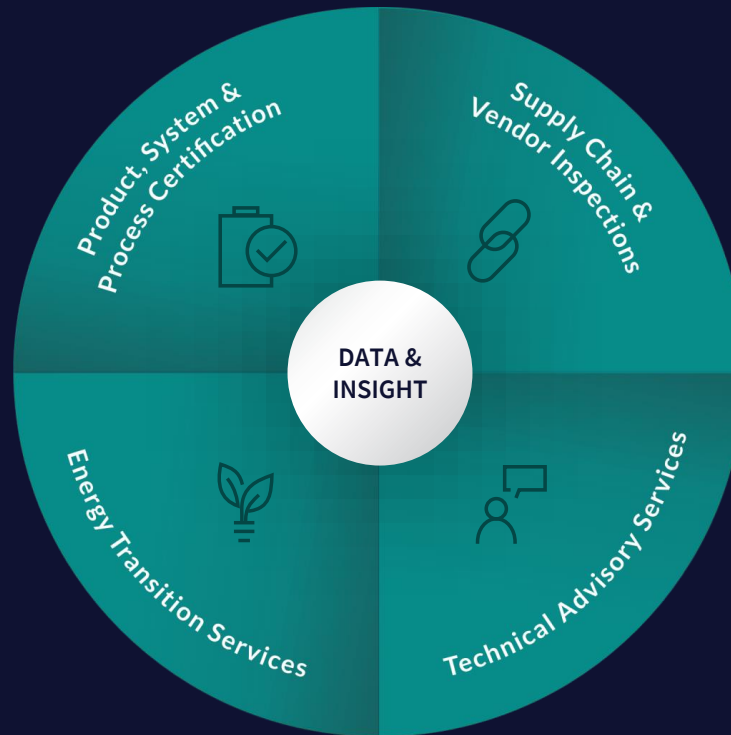 Product, System &
Process Certification
Supply Chain &
Vendor Inspections
DATA &
INSIGHT
Energy Transition Services
Technical Advisory Services